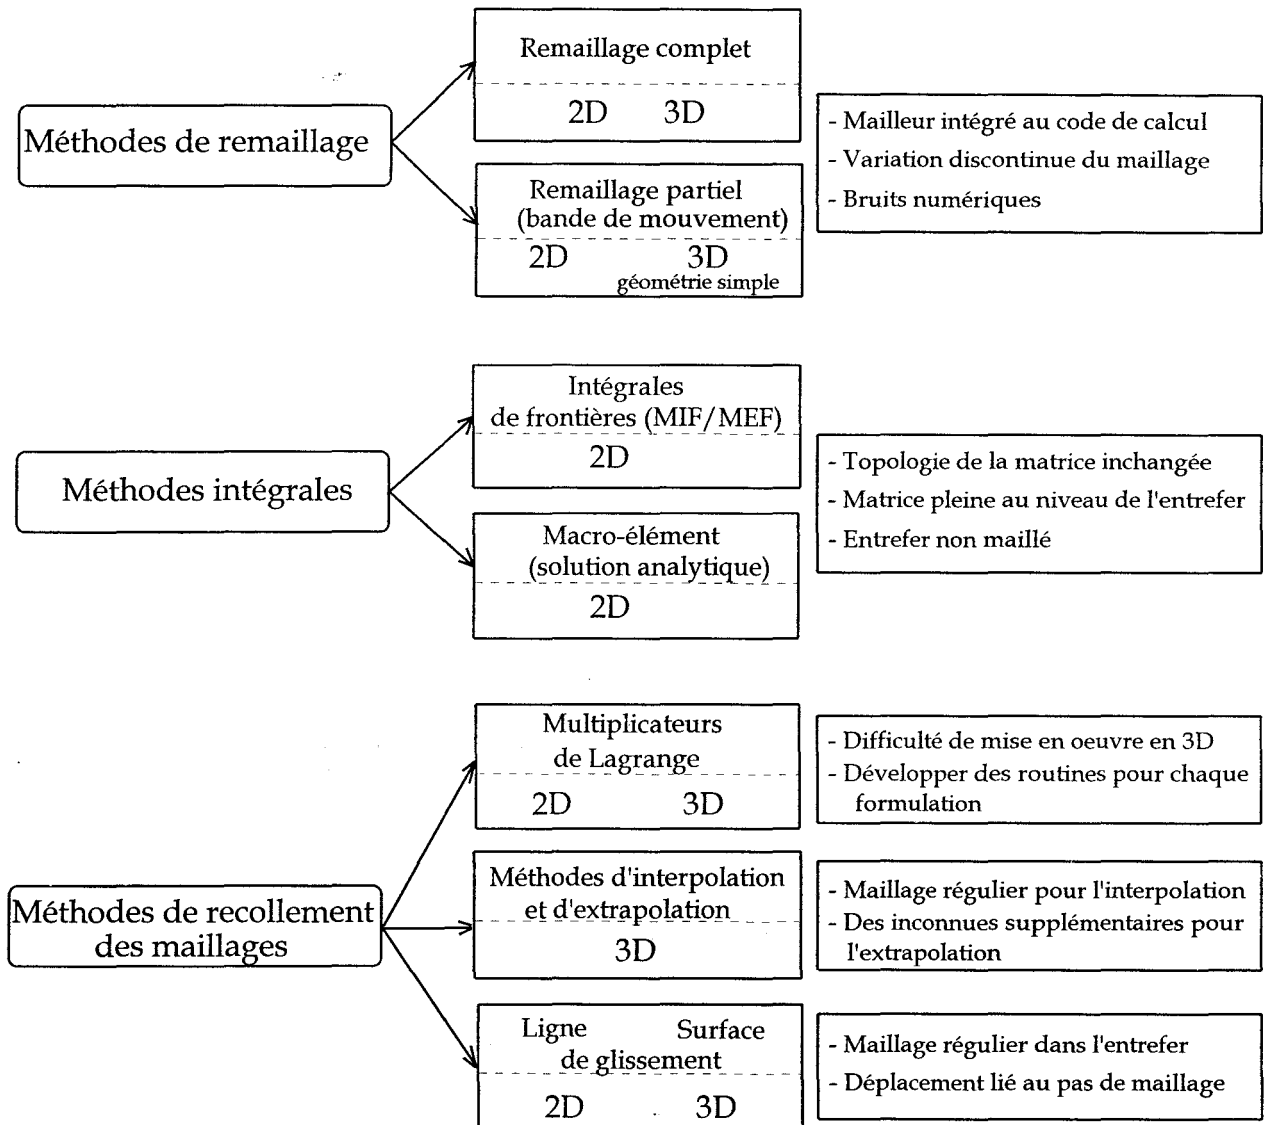 Méthodes de remaillage
Remaillage complet
2D 3D
Remaillage partiel
(bande de mouvement)
2D 3D
géométrie simple
- Mailleur intégré au code de calcul
- Variation discontinue du maillage
- Bruits numériques
Méthodes intégrales
Intégrales
de frontières (MIF/MEF)
2D
Macro-élément
(solution analytique)
2D
- Topologie de la matrice inchangée
- Matrice pleine au niveau de l'entrefer
- Entrefer non maillé
Méthodes de recollement
des maillages
Multiplicateurs
de Lagrange
2D 3D
- Difficulté de mise en oeuvre en 3D
- Développer des routines pour chaque
formulation
Méthodes d'interpolation
et d'extrapolation
3D
- Maillage régulier pour l'interpolation
- Des inconnues supplémentaires pour
l'extrapolation
Ligne Surface
de glissement
2D 3D
- Maillage régulier dans l'entrefer
- Déplacement lié au pas de maillage